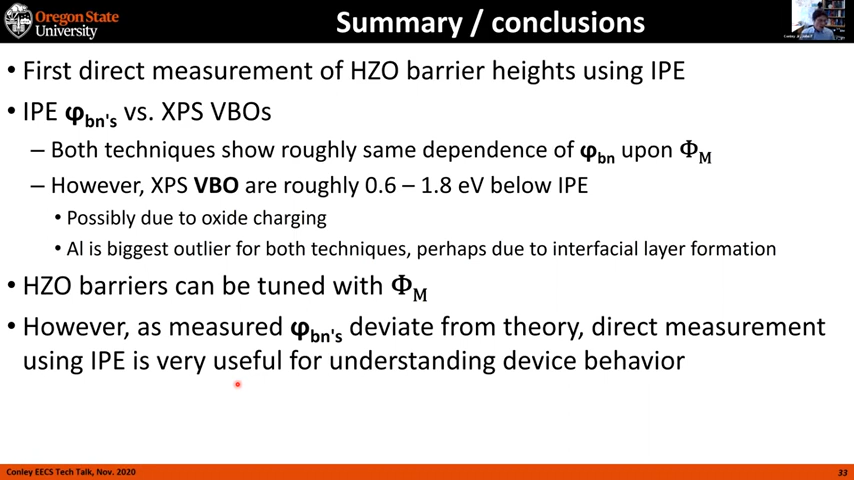 Oregon State
University
Summary / conclusions
• First direct measurement of HZO barrier heights using IPE
• IPE φbn's vs. XPS VBOs
– Both techniques show roughly same dependence of φbn upon ΦM
– However, XPS VBO are roughly 0.6 – 1.8 eV below IPE
• Possibly due to oxide charging
• Al is biggest outlier for both techniques, perhaps due to interfacial layer formation
• HZO barriers can be tuned with ΦM
• However, as measured φbn's deviate from theory, direct measurement
using IPE is very useful for understanding device behavior
Conley EECS Tech Talk, Nov. 2020
33